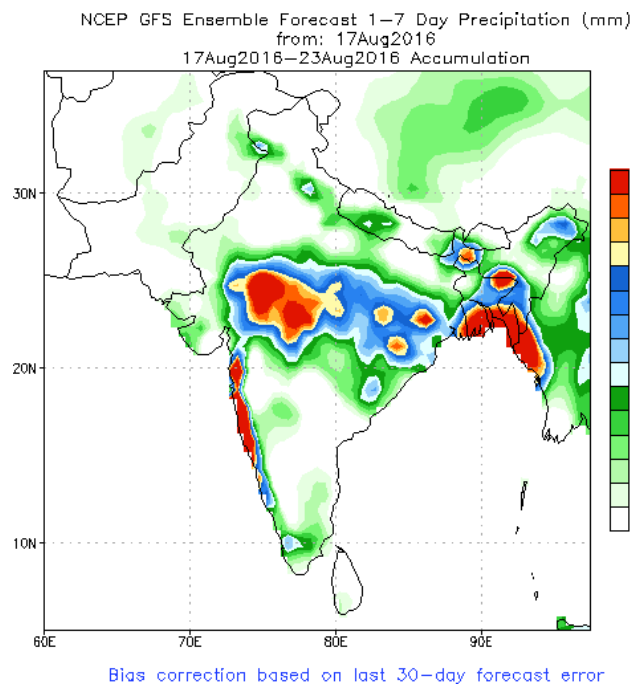 NCEP GFS Ensemble Forecast 1-7 Day Precipitation (mm)
from: 17Aug2016
17Aug2016-23Aug2016 Accumulation
30N
20N
10N
60E
70E
80E
90E
Bias correction based on last 30-day forecast error